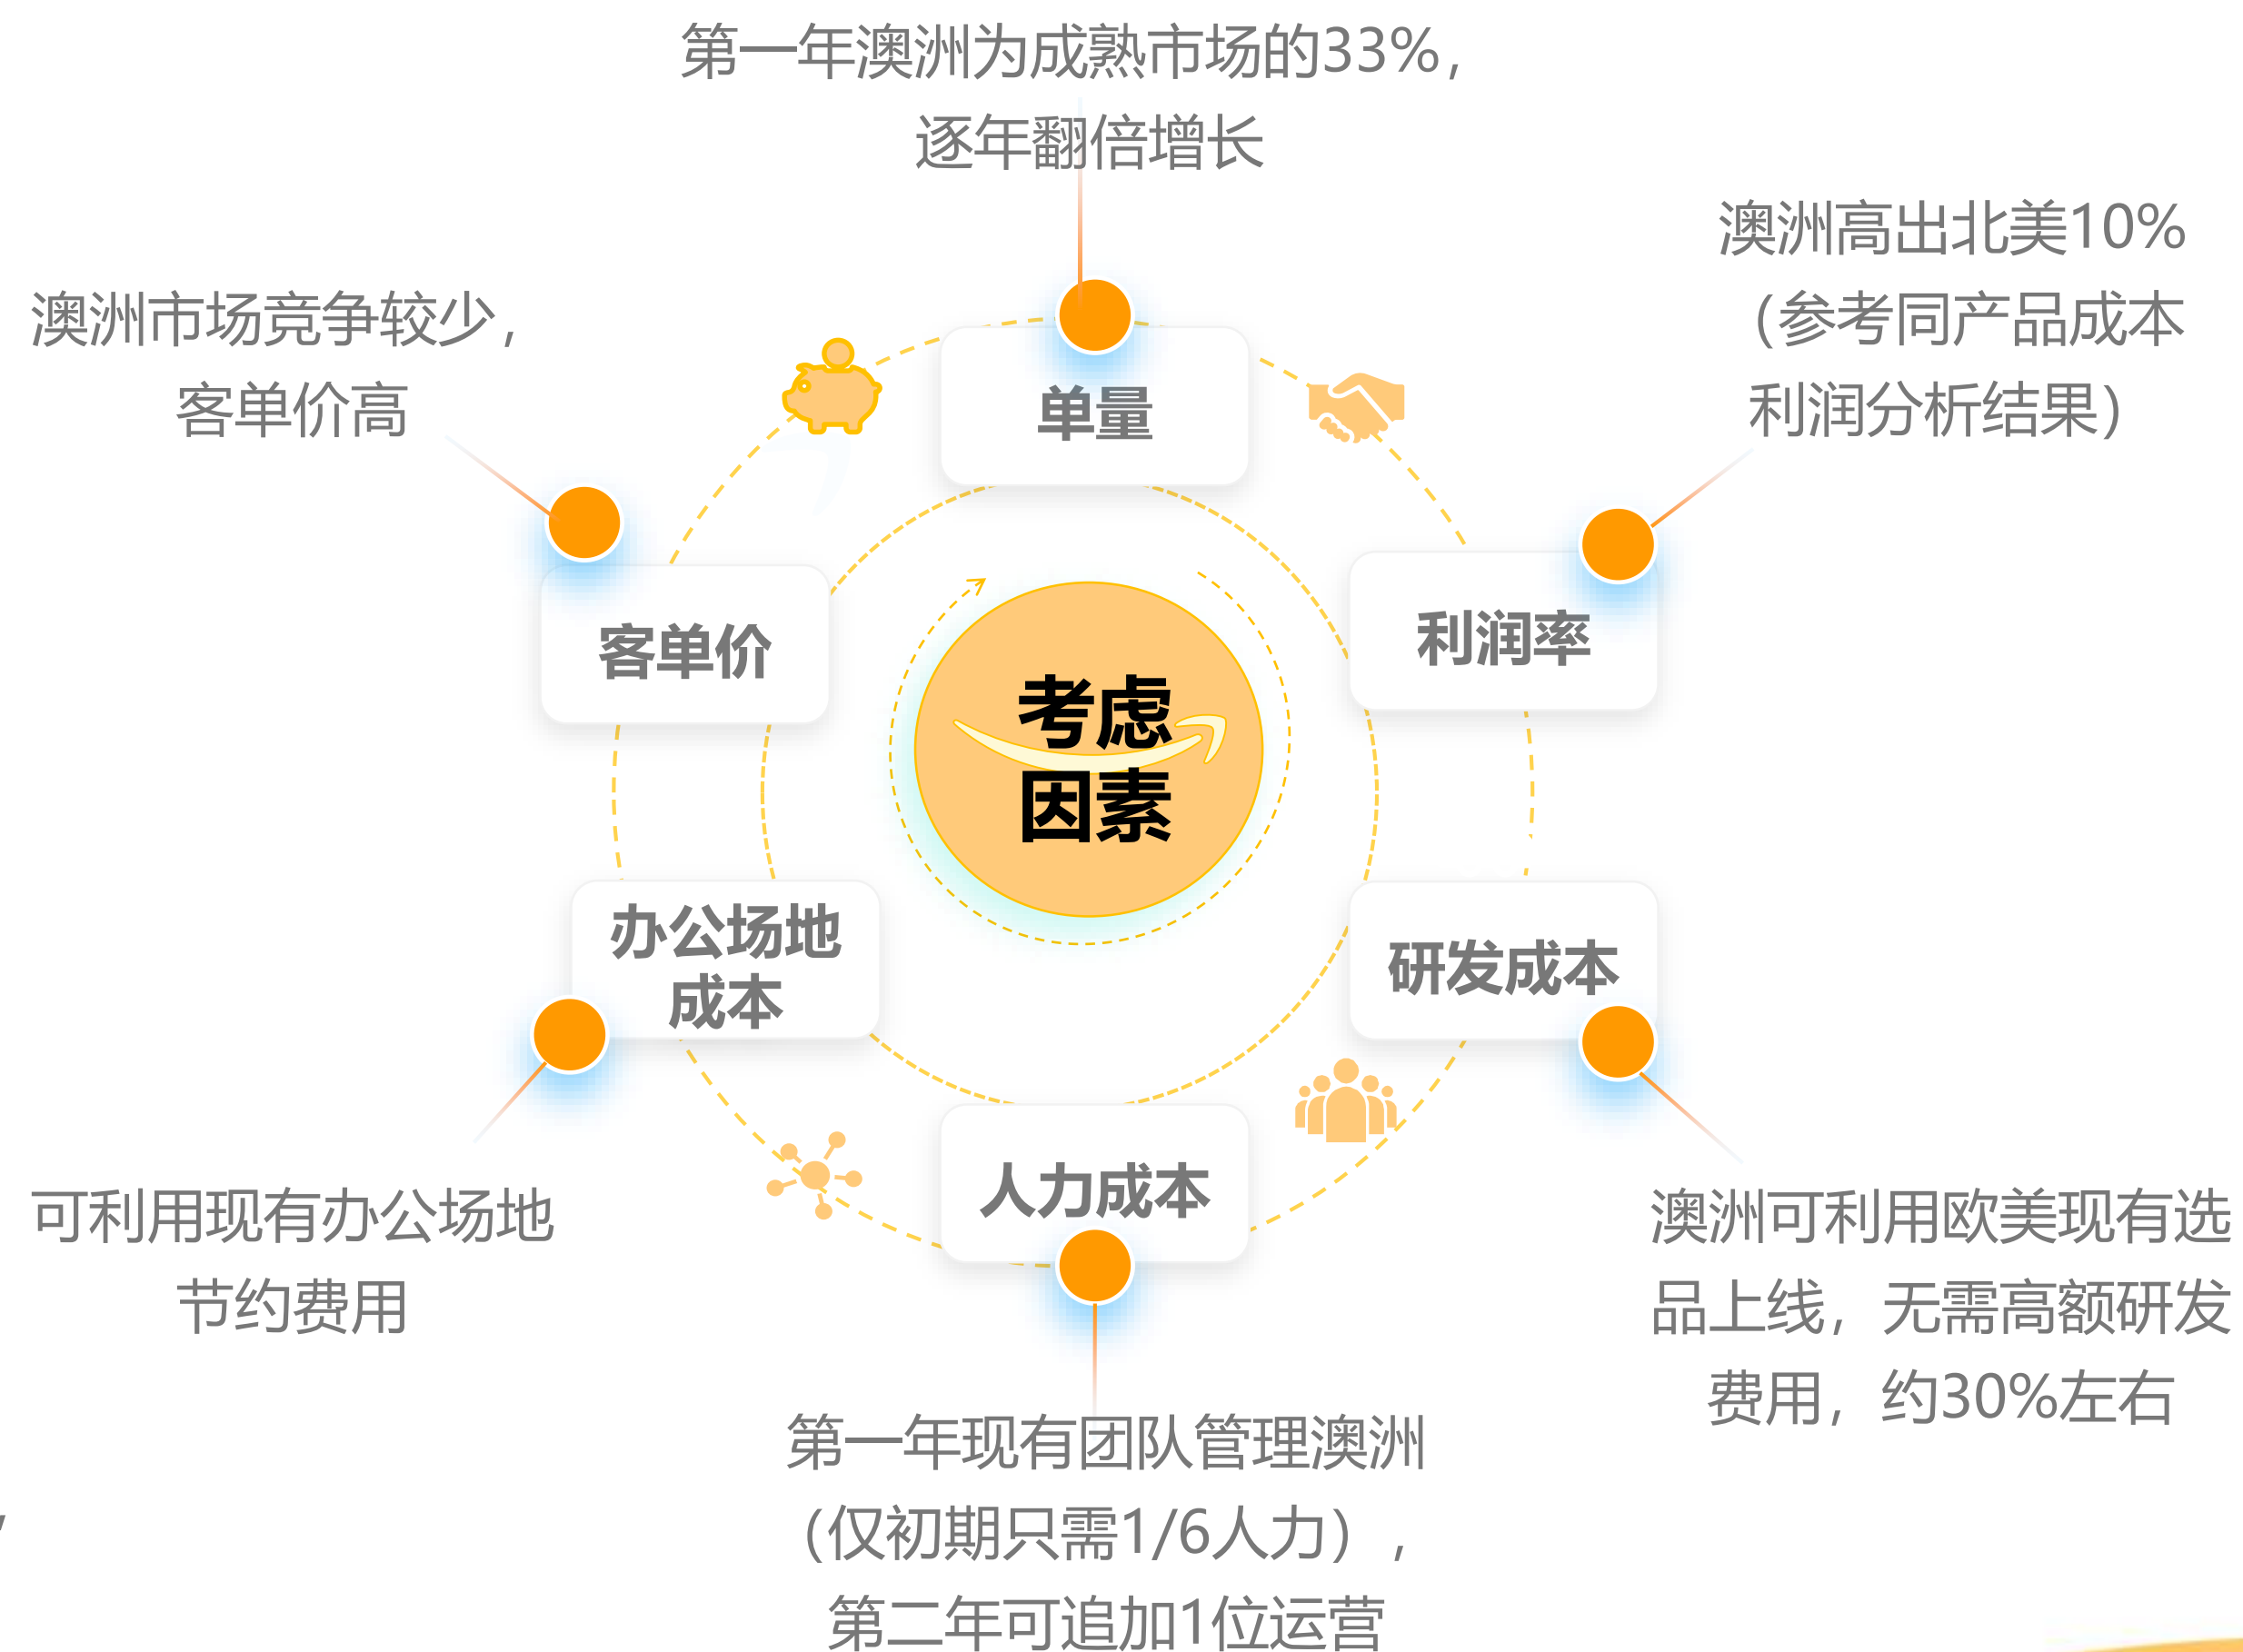 第一年澳洲为成熟市场的33%，
逐年翻倍增长
澳洲高出北美10%
（参考同产品成本
利润分析结果）
澳洲市场竞争较少，
客单价高
单量
利润率
客单价
考虑
因素
办公场地
成本
研发成本
人力成本
可利用现有办公场地
节约费用
澳洲可利用欧美现有选
品上线，无需高额研发
费用，约30%左右
第一年现有团队管理澳洲
（仅初期只需1/6人力），
第二年可追加1位运营